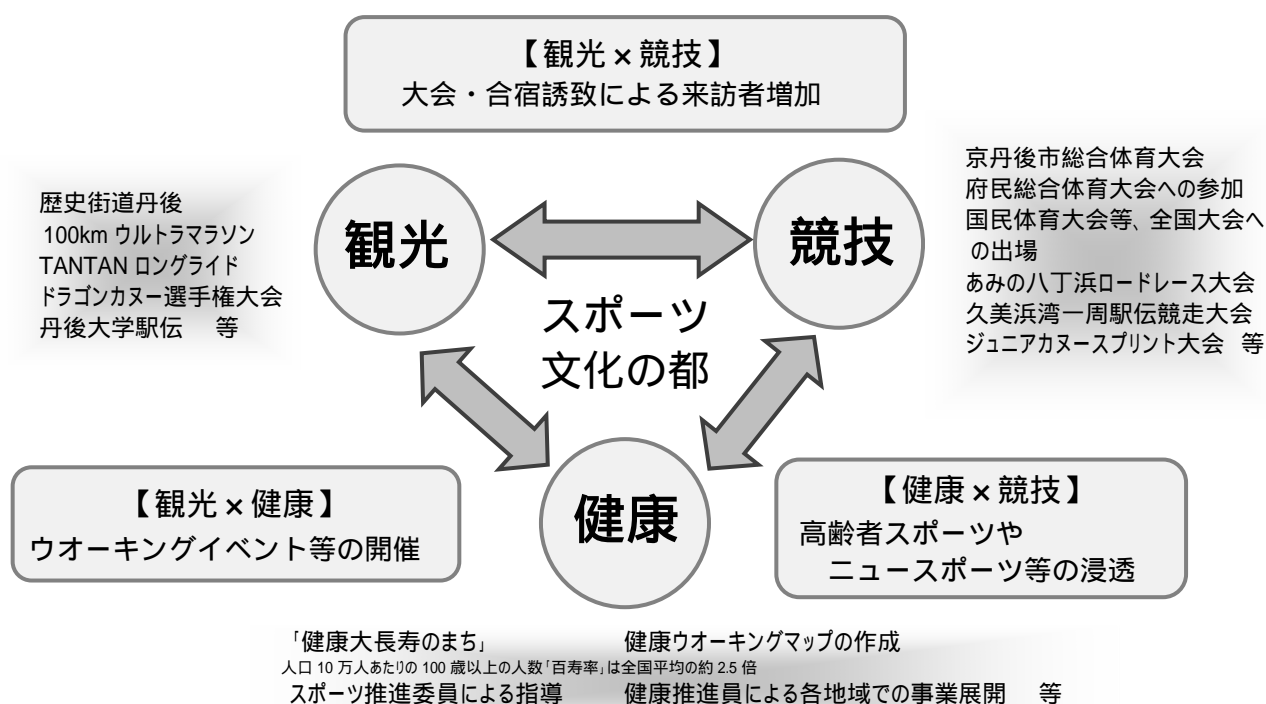 【観光×競技】
大会・合宿誘致による来訪者増加
歴史街道丹後
100km ウルトラマラソン
TANTAN ロングライド
ドラゴンカヌー選手権大会
丹後大学駅伝　等
観光
競技
京丹後市総合体育大会
府民総合体育大会への参加
国民体育大会等、全国大会へ
の出場
あみの八丁浜ロードレース大会
久美浜湾一周駅伝競走大会
ジュニアカヌースプリント大会　等
スポーツ
文化の都
【観光×健康】
ウオーキングイベント等の開催
健康
【健康×競技】
高齢者スポーツや
ニュースポーツ等の浸透
「健康大長寿のまち」　健康ウオーキングマップの作成
人口 10 万人あたりの 100 歳以上の人数「百寿率」は全国平均の約 2.5 倍
スポーツ推進委員による指導　健康推進員による各地域での事業展開　等